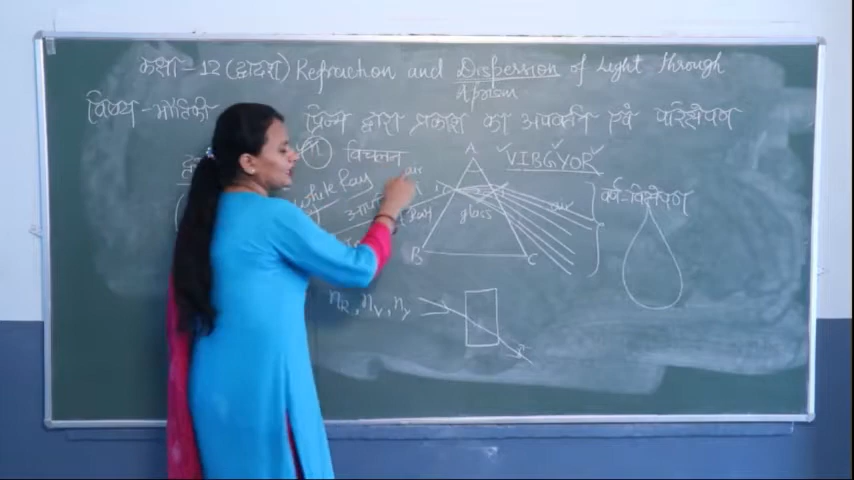 कक्षा - 12 (द्वादश) Refraction and Dispersion of Light through
a prism
विषय - भौतिकी
प्रिज्म द्वारा प्रकाश का अपवर्तन एवं परिक्षेपण
विचलन
A
VIBGYOR
air
White Ray
glass
air
वर्ण-विक्षेपण
B
C
nR, nV, ny